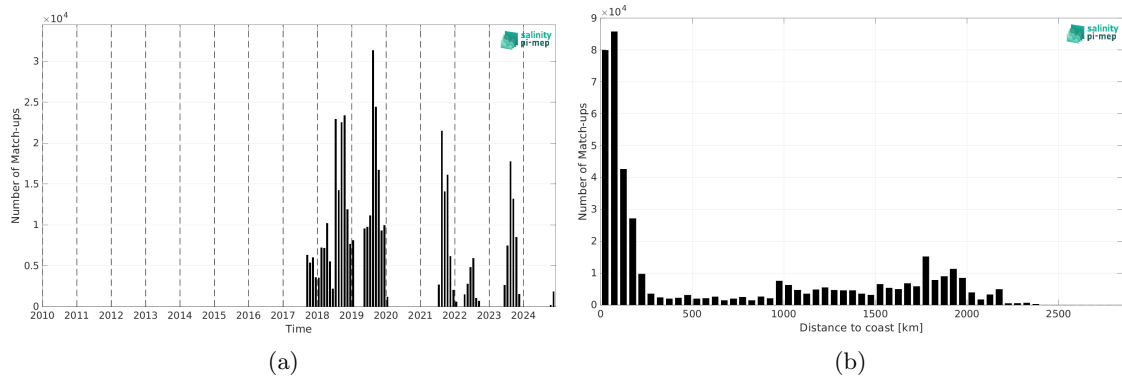 ×10⁴
3
2.5
2
1.5
1
0.5
0
Number of Match-ups
2010 2011 2012 2013 2014 2015 2016 2017 2018 2019 2020 2021 2022 2023 2024
Time
salinity
pi-mep
(a)
×10⁴
9
8
7
6
5
4
3
2
1
0
Number of Match-ups
0 500 1000 1500 2000 2500
Distance to coast [km]
salinity
pi-mep
(b)